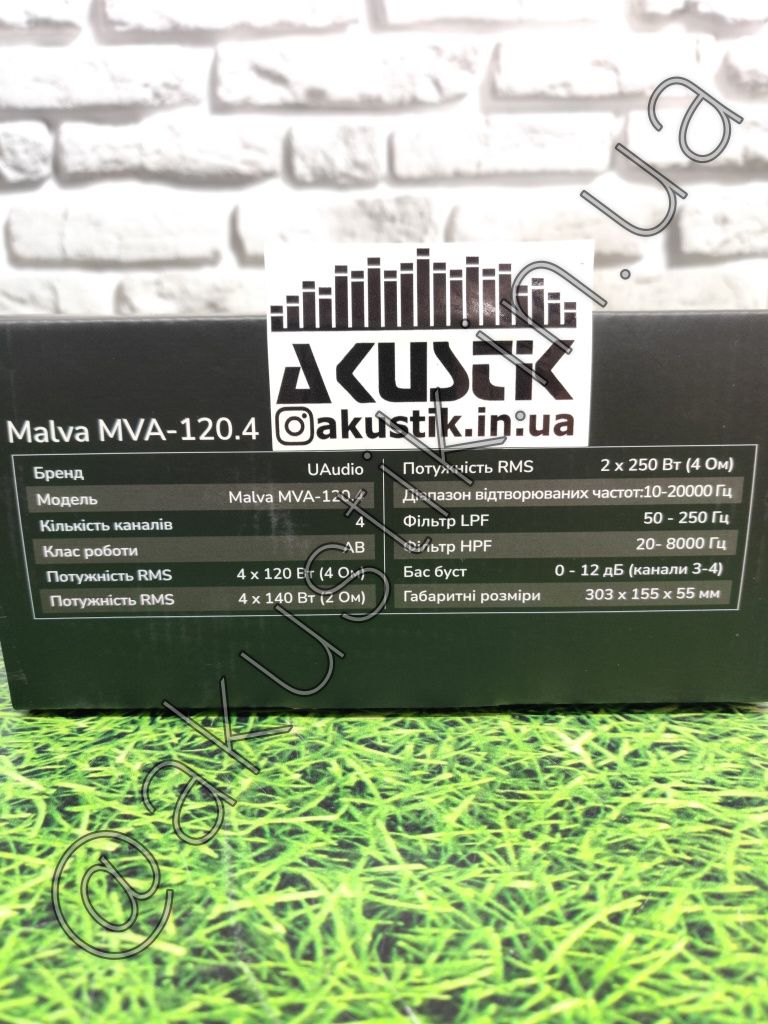 AKUSTIK
akustik.in.ua
Malva MVA-120.4
Бренд UAudio
Модель Malva MVA-120.4
Кількість каналів 4
Клас роботи AB
Потужність RMS 4 x 120 Вт (4 Ом)
Потужність RMS 4 x 140 Вт (2 Ом)
Потужність RMS 2 x 250 Вт (4 Ом)
Діапазон відтворюваних частот:10-20000 Гц
Фільтр LPF 50 - 250 Гц
Фільтр HPF 20- 8000 Гц
Бас буст 0 - 12 дБ (канали 3-4)
Габаритні розміри 303 x 155 x 55 мм
@akustik.in.ua